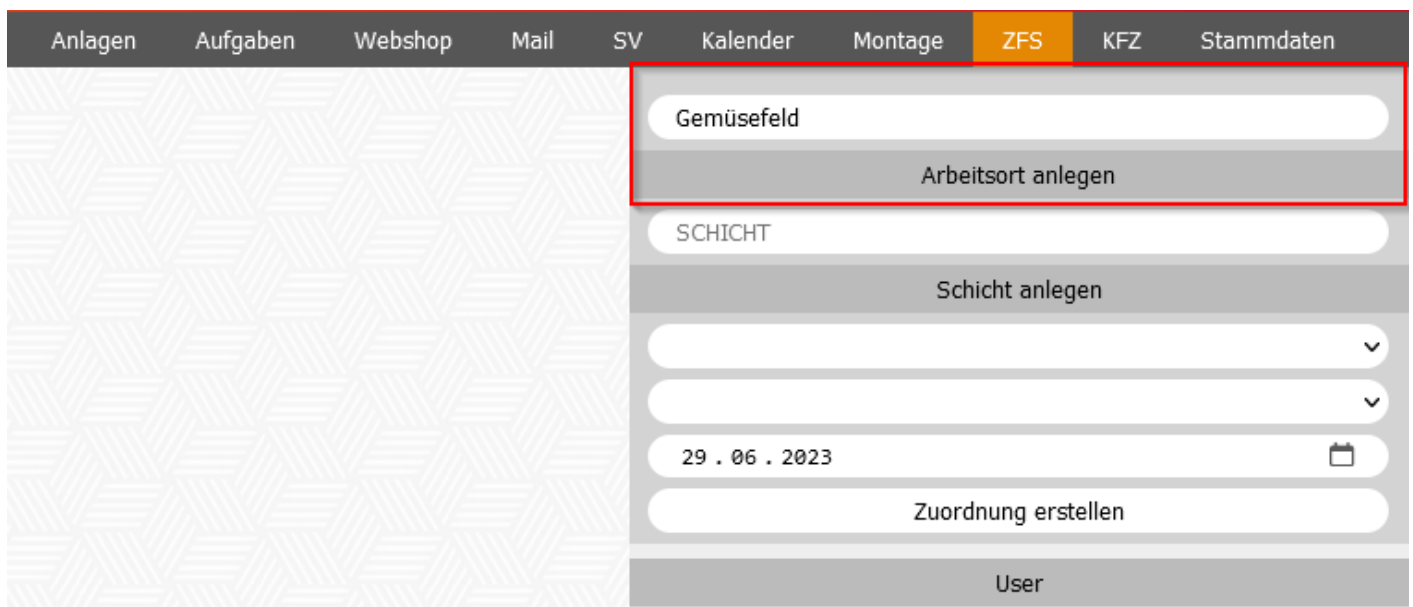 Anlagen Aufgaben Webshop Mail SV Kalender Montage ZFS KFZ Stammdaten
Gemüsefeld
Arbeitsort anlegen
SCHICHT
Schicht anlegen
29 . 06 . 2023
Zuordnung erstellen
User